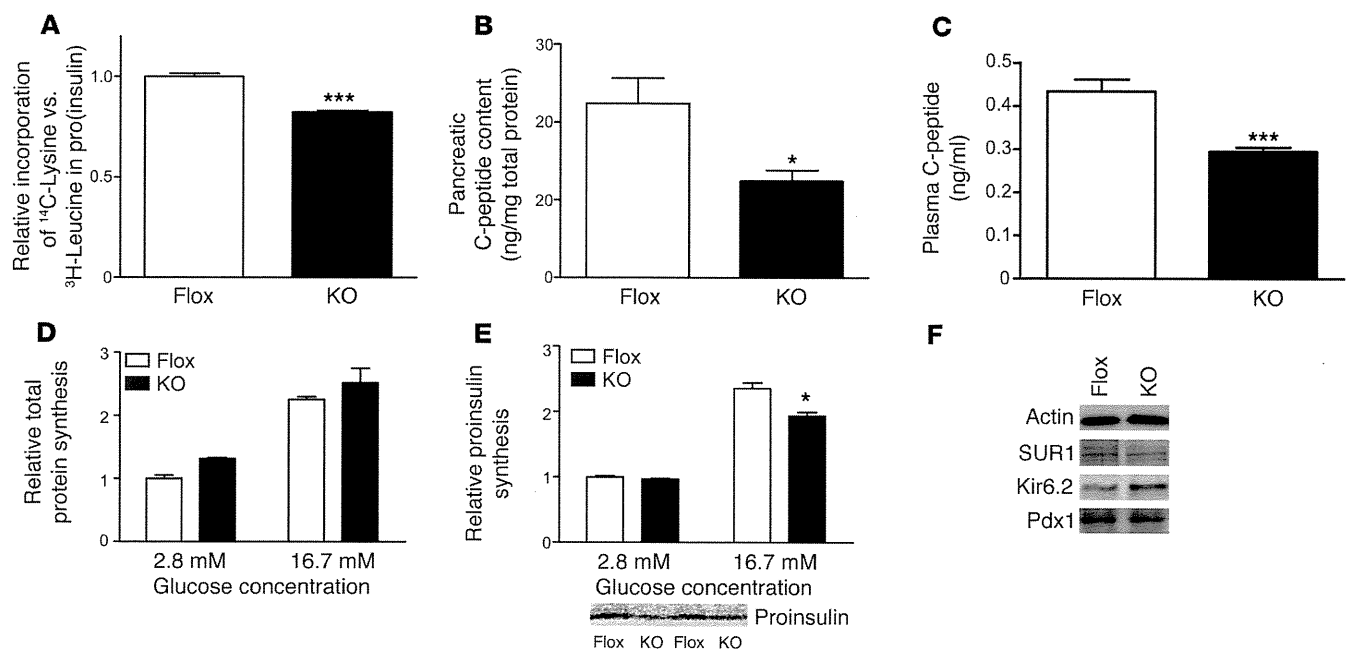 A
Relative incorporation
of ¹⁴C-Lysine vs.
³H-Leucine in pro(insulin)
1.0
0.5
0
***
Flox
KO
B
Pancreatic
C-peptide content
(ng/mg total protein)
30
20
20
0
*
Flox
KO
C
Plasma C-peptide
(ng/ml)
0.5
0.4
0.3
0.2
0.1
0
***
Flox
KO
D
Relative total
protein synthesis
3
2
1
0
Flox
KO
2.8 mM
16.7 mM
Glucose concentration
E
Relative proinsulin
synthesis
3
2
1
0
Flox
KO
*
2.8 mM
16.7 mM
Glucose concentration
Proinsulin
Flox KO Flox KO
F
Flox
KO
Actin
SUR1
Kir6.2
Pdx1